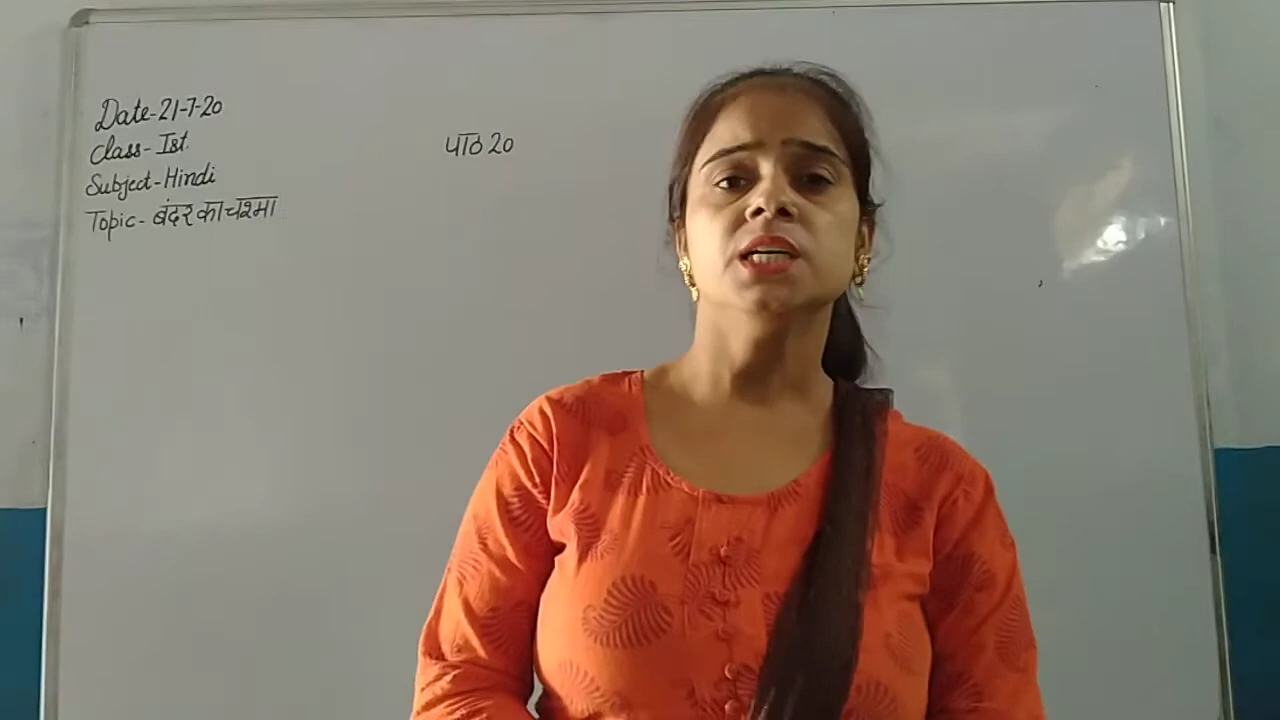 Date-21-7-20
Class-Ist.
पाठ 20
Subject-Hindi
Topic- बंदर का चश्मा